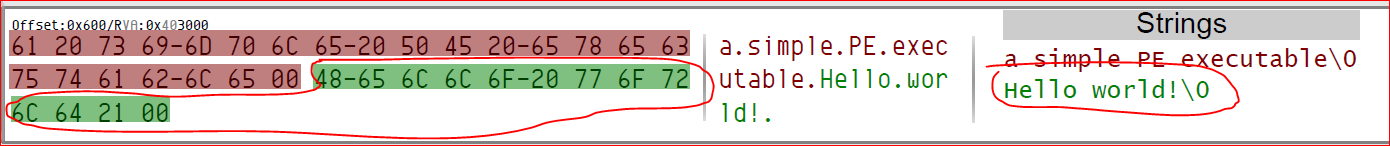 Offset:0x600/RVA:0x403000
61 20 73 69-6D 70 6C 65-20 50 45 20-65 78 65 63
75 74 61 62-6C 65 00 48-65 6C 6C 6F-20 77 6F 72
6C 64 21 00
a.simple.PE.exec
utable.Hello.wor
ld!.
Strings
a simple PE executable\0
Hello world!\0